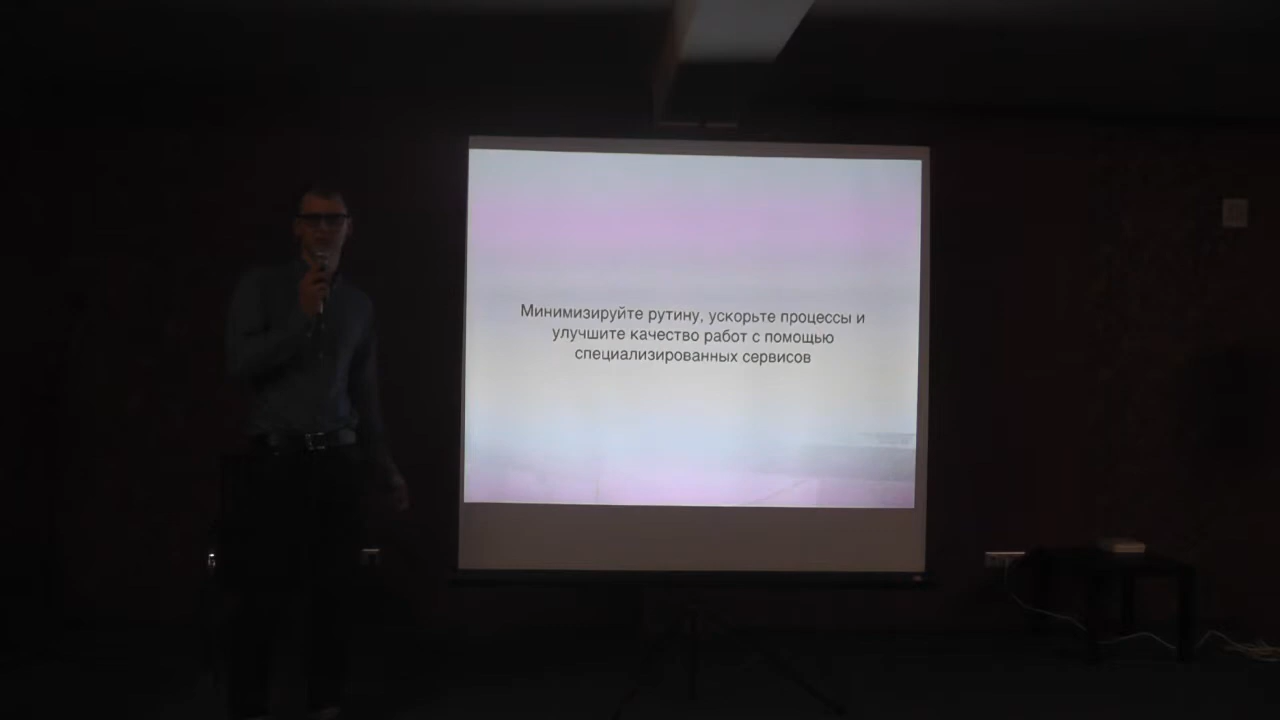 Минимизируйте рутину, ускорьте процессы и
улучшите качество работ с помощью
специализированных сервисов